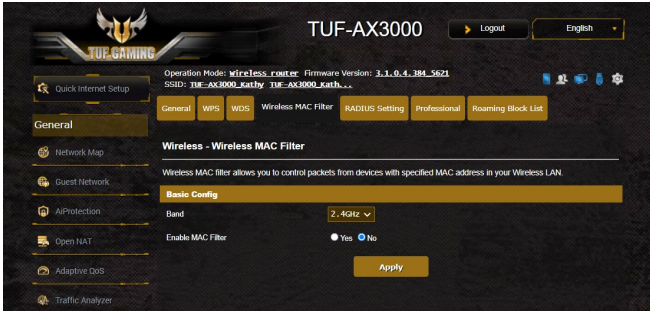 TUF-AX3000
Logout
English
TUF GAMING
Operation Mode: Wireless router Firmware Version: 3.1.0.4.384_5621
SSID: TUF-AX3000_Kathy TUF-AX3000_Kath...
Quick Internet Setup
General WPS WDS Wireless MAC Filter RADIUS Setting Professional Roaming Block List
General
Network Map
Guest Network
AiProtection
Open NAT
Adaptive QoS
Traffic Analyzer
Wireless - Wireless MAC Filter
Wireless MAC filter allows you to control packets from devices with specified MAC address in your Wireless LAN.
Basic Config
Band 2.4GHz
Enable MAC Filter Yes No
Apply